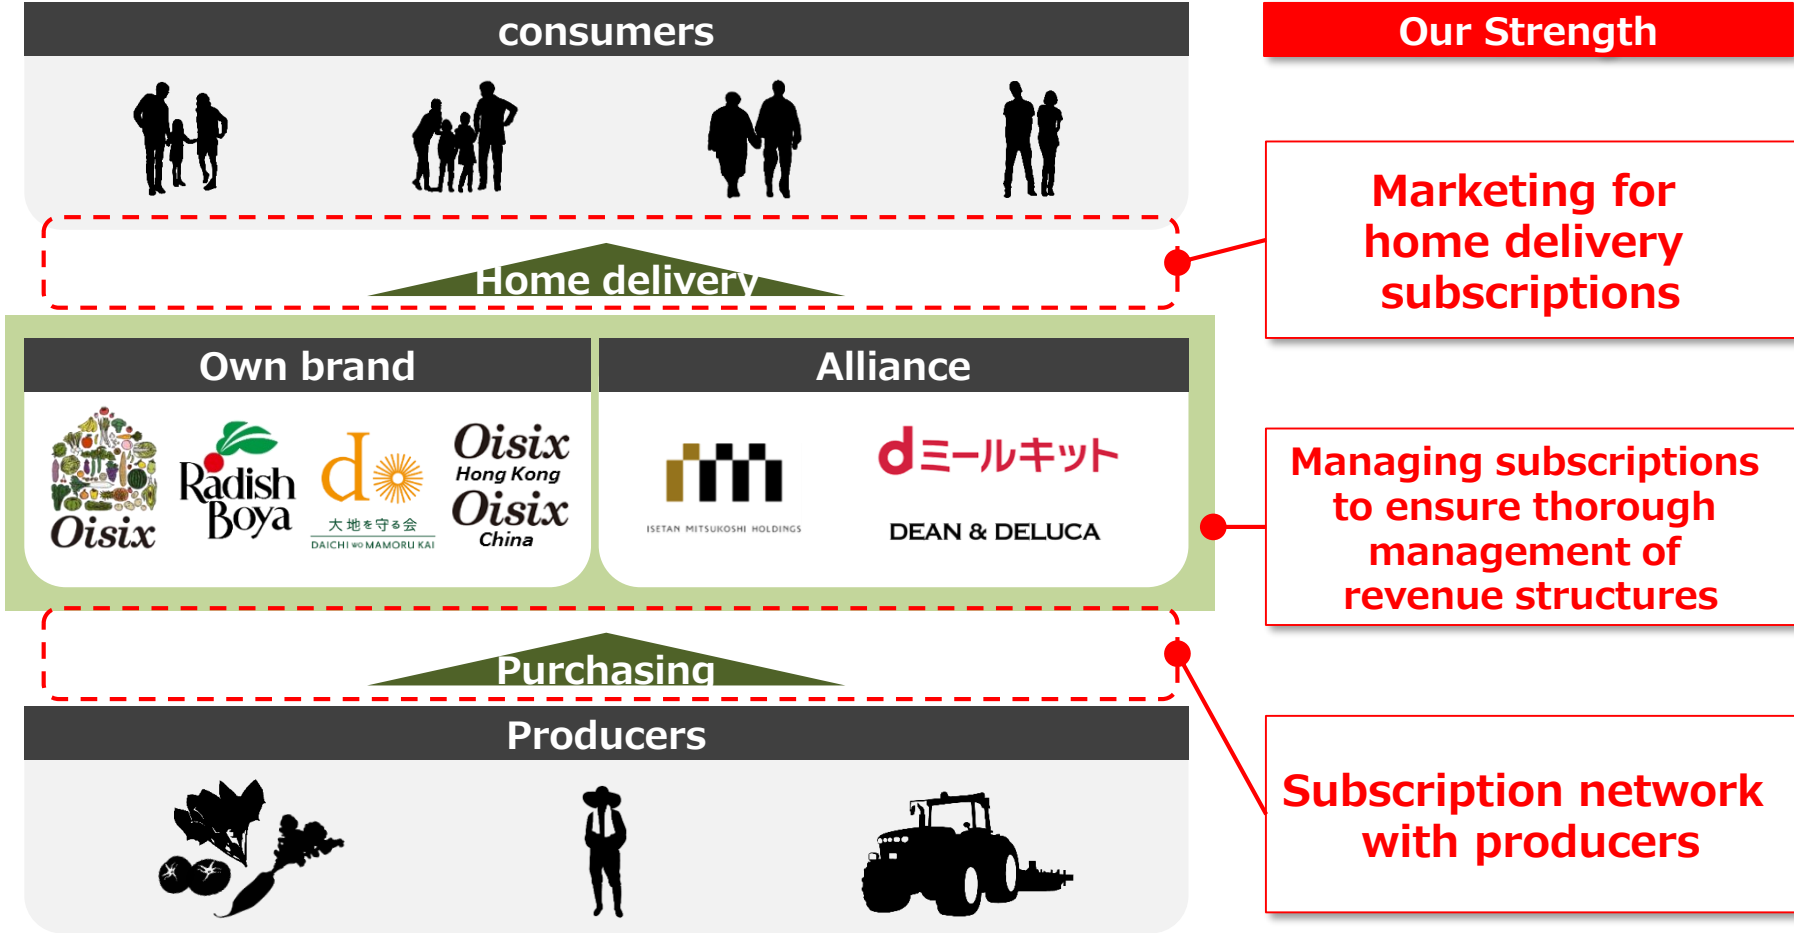 consumers
Home delivery
Own brand
Oisix
Radish
Boya
d
大地を守る会
DAICHI WO MAMORU KAI
Oisix
Hong Kong
Oisix
China
Alliance
ISETAN MITSUKOSHI HOLDINGS
dミールキット
DEAN & DELUCA
Purchasing
Producers
Our Strength
Marketing for
home delivery
subscriptions
Managing subscriptions
to ensure thorough
management of
revenue structures
Subscription network
with producers